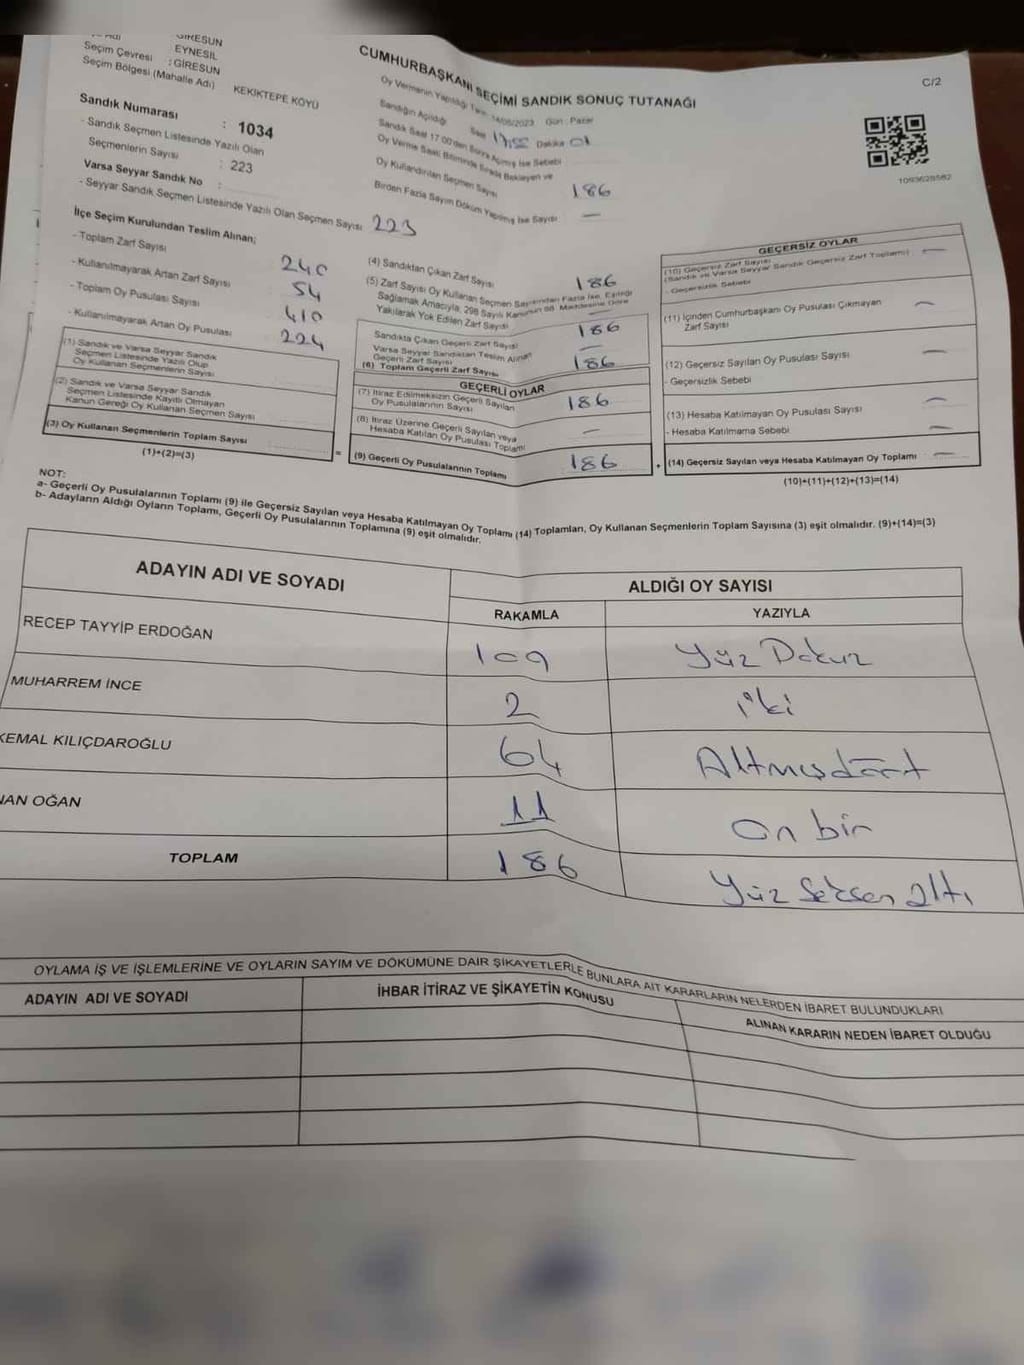 : GİRESUN
Seçim Çevresi : EYNESİL
Seçim Bölgesi (Mahalle Adı) : GİRESUN
KEKİKTEPE KÖYÜ
Sandık Numarası : 1034
- Sandık Seçmen Listesinde Yazılı Olan
Seçmenlerin Sayısı : 223
Varsa Seyyar Sandık No :
- Seyyar Sandık Seçmen Listesinde Yazılı Olan Seçmen Sayısı 223
CUMHURBAŞKANI SEÇİMİ SANDIK SONUÇ TUTANAĞI
C/2
Oy Vermenin Yapıldığı Tarih 14/05/2023 Gün : Pazar
Sandığın Açıldığı Saat Dakika 01
Sandık Saat 17.00'den Sonra Açılmış İse Sebebi
Oy Verme Saati Bitiminde Sırada Bekleyen ve
Oy Kullandırılan Seçmen Sayısı 186
Birden Fazla Sayım Döküm Yapılmış İse Sayısı —
1093628582
İlçe Seçim Kurulundan Teslim Alınan;
- Toplam Zarf Sayısı 240
- Kullanılmayarak Artan Zarf Sayısı 54
- Toplam Oy Pusulası Sayısı 410
- Kullanılmayarak Artan Oy Pusulası 224
(1) Sandık ve Varsa Seyyar Sandık
Seçmen Listesinde Yazılı Olup
Oy Kullanan Seçmenlerin Sayısı
(2) Sandık ve Varsa Seyyar Sandık
Seçmen Listesinde Kayıtlı Olmayan
Kanun Gereği Oy Kullanan Seçmen Sayısı
(3) Oy Kullanan Seçmenlerin Toplam Sayısı
(1)+(2)=(3)
(4) Sandıktan Çıkan Zarf Sayısı 186
(5) Zarf Sayısı Oy Kullanan Seçmen Sayısından Fazla İse, Eşitliği
Sağlamak Amacıyla, 298 Sayılı Kanunun 98. Maddesine Göre
Yakılarak Yok Edilen Zarf Sayısı —
Sandıkta Çıkan Geçerli Zarf Sayısı 186
Varsa Seyyar Sandıktan Teslim Alınan
Geçerli Zarf Sayısı —
(6) Toplam Geçerli Zarf Sayısı 186
GEÇERLİ OYLAR
(7) İtiraz Edilmeksizin Geçerli Sayılan
Oy Pusulalarının Sayısı 186
(8) İtiraz Üzerine Geçerli Sayılan veya
Hesaba Katılan Oy Pusulası Toplamı —
(9) Geçerli Oy Pusulalarının Toplamı 186
GEÇERSİZ OYLAR
(10) Geçersiz Zarf Sayısı —
(Sandık ve Varsa Seyyar Sandık Geçersiz Zarf Toplamı)
- Geçersizlik Sebebi
(11) İçinden Cumhurbaşkanı Oy Pusulası Çıkmayan
Zarf Sayısı —
(12) Geçersiz Sayılan Oy Pusulası Sayısı —
- Geçersizlik Sebebi
(13) Hesaba Katılmayan Oy Pusulası Sayısı —
- Hesaba Katılmama Sebebi —
(14) Geçersiz Sayılan veya Hesaba Katılmayan Oy Toplamı —
(10)+(11)+(12)+(13)=(14)
NOT:
a- Geçerli Oy Pusulalarının Toplamı (9) ile Geçersiz Sayılan veya Hesaba Katılmayan Oy Toplamı (14) Toplamları, Oy Kullanan Seçmenlerin Toplam Sayısına (3) eşit olmalıdır. (9)+(14)=(3)
b- Adayların Aldığı Oyların Toplamı, Geçerli Oy Pusulalarının Toplamına (9) eşit olmalıdır.
ADAYIN ADI VE SOYADI ALDIĞI OY SAYISI
RAKAMLA YAZIYLA
RECEP TAYYİP ERDOĞAN 109 Yüz Dokuz
MUHARREM İNCE 2 iki
KEMAL KILIÇDAROĞLU 64 Altmışdört
NAN OĞAN 11 On bir
TOPLAM 186 Yüz Seksen altı
OYLAMA İŞ VE İŞLEMLERİNE VE OYLARIN SAYIM VE DÖKÜMÜNE DAİR ŞİKAYETLERLE BUNLARA AİT KARARLARIN NELERDEN İBARET BULUNDUKLARI
ADAYIN ADI VE SOYADI İHBAR İTİRAZ VE ŞİKAYETİN KONUSU ALINAN KARARIN NEDEN İBARET OLDUĞU